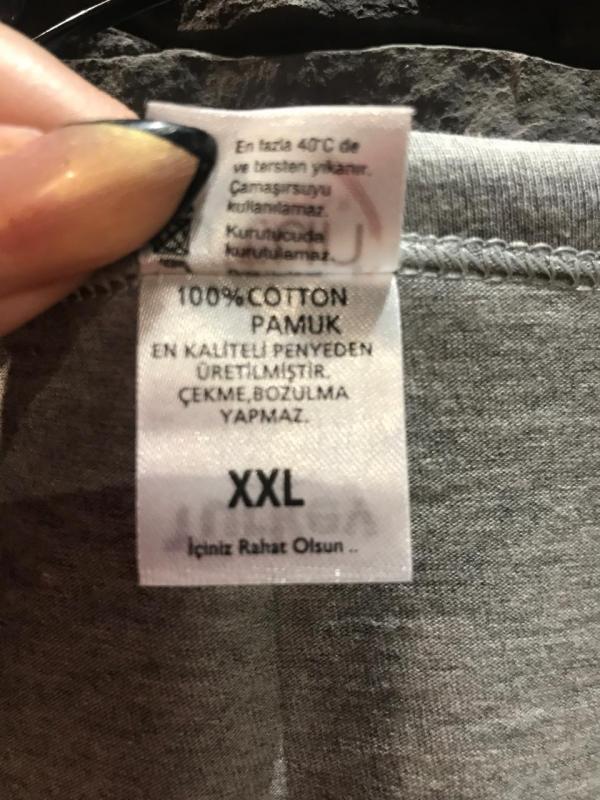 En fazla 40°C de
ve tersten yıkanır.
Çamaşırsuyu
kullanılamaz.
Kurutucuda
kurutulamaz.
100%COTTON
PAMUK
EN KALİTELİ PENYEDEN
ÜRETİLMİŞTİR.
ÇEKME,BOZULMA
YAPMAZ.
XXL
İçiniz Rahat Olsun ..